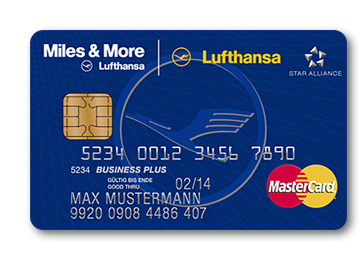 Miles & More
Lufthansa
Lufthansa
STAR ALLIANCE
5234 0012 3456 7890
5234 BUSINESS PLUS
GÜLTIG BIS ENDE
GOOD THRU
02/14
MAX MUSTERMANN
9920 0908 4486 407
MasterCard